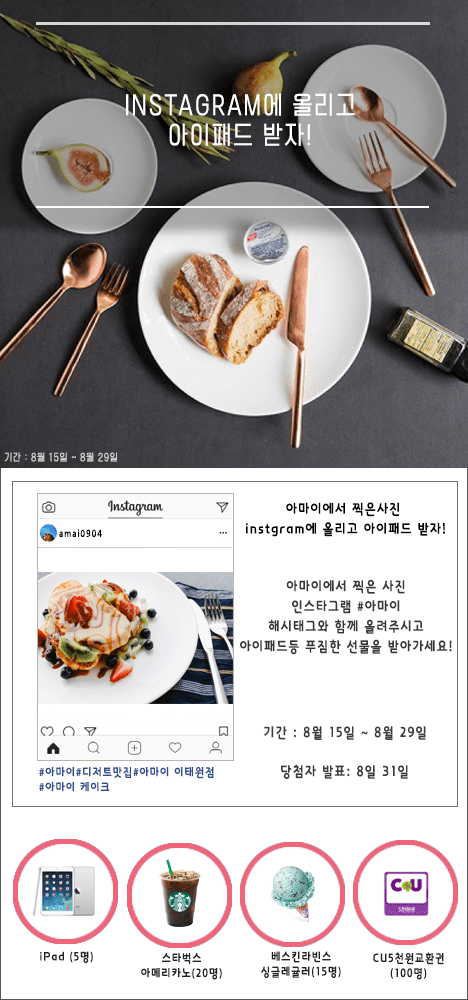 INSTAGRAM에 올리고
아이패드 받자!
기간 : 8월 15일 ~ 8월 29일
Instagram
amai0904
아마이에서 찍은사진
instgram에 올리고 아이패드 받자!
아마이에서 찍은 사진
인스타그램 #아마이
해시태그와 함께 올려주시고
아이패드등 푸짐한 선물을 받아가세요!
기간 : 8월 15일 ~ 8월 29일
당첨자 발표: 8일 31일
#아마이#디저트맛집#아마이 이태원점
#아마이 케이크
CU
iPad (5명)
스타벅스
아메리카노(20명)
베스킨라빈스
싱글레귤러(15명)
CU5천원교환권
(100명)